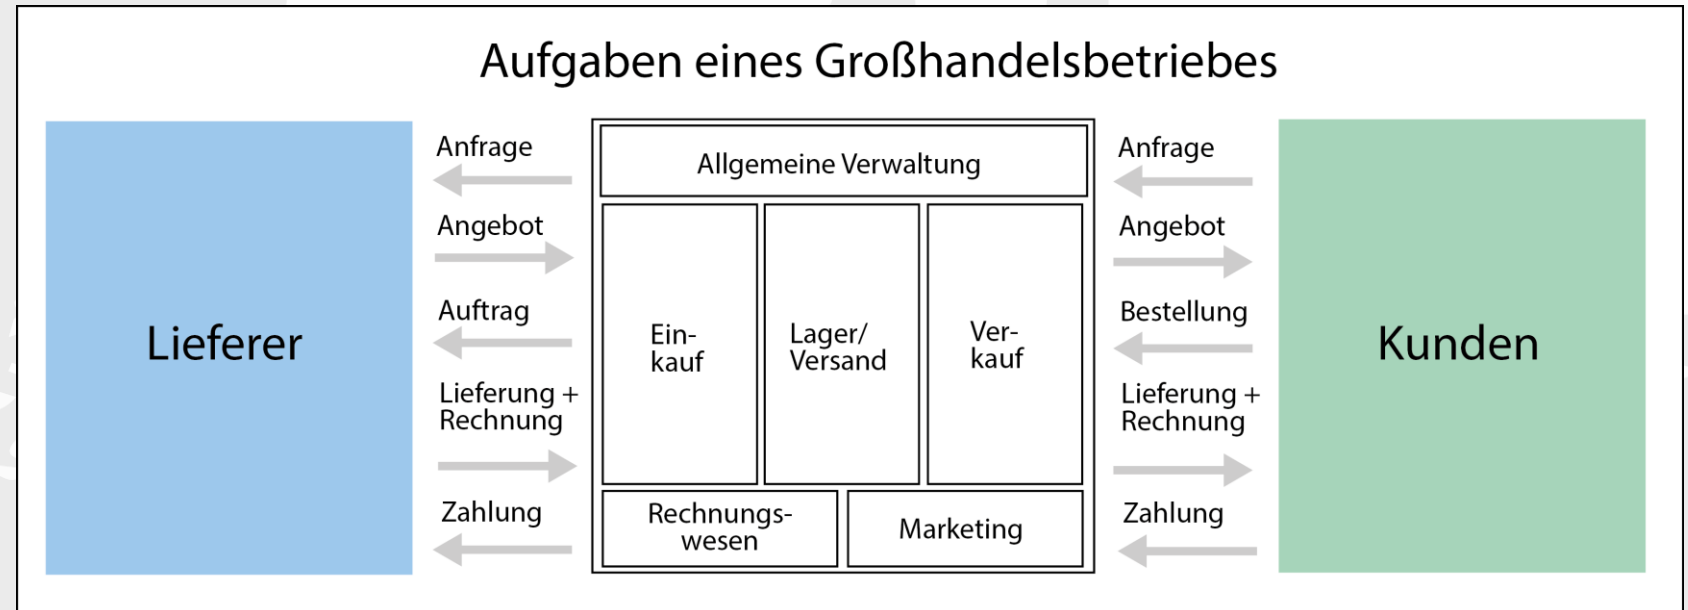 Aufgaben eines Großhandelsbetriebes
Lieferer
Anfrage
Angebot
Auftrag
Lieferung +
Rechnung
Zahlung
Allgemeine Verwaltung
Ein-
kauf
Lager/
Versand
Ver-
kauf
Rechnungs-
wesen
Marketing
Anfrage
Angebot
Bestellung
Lieferung +
Rechnung
Zahlung
Kunden